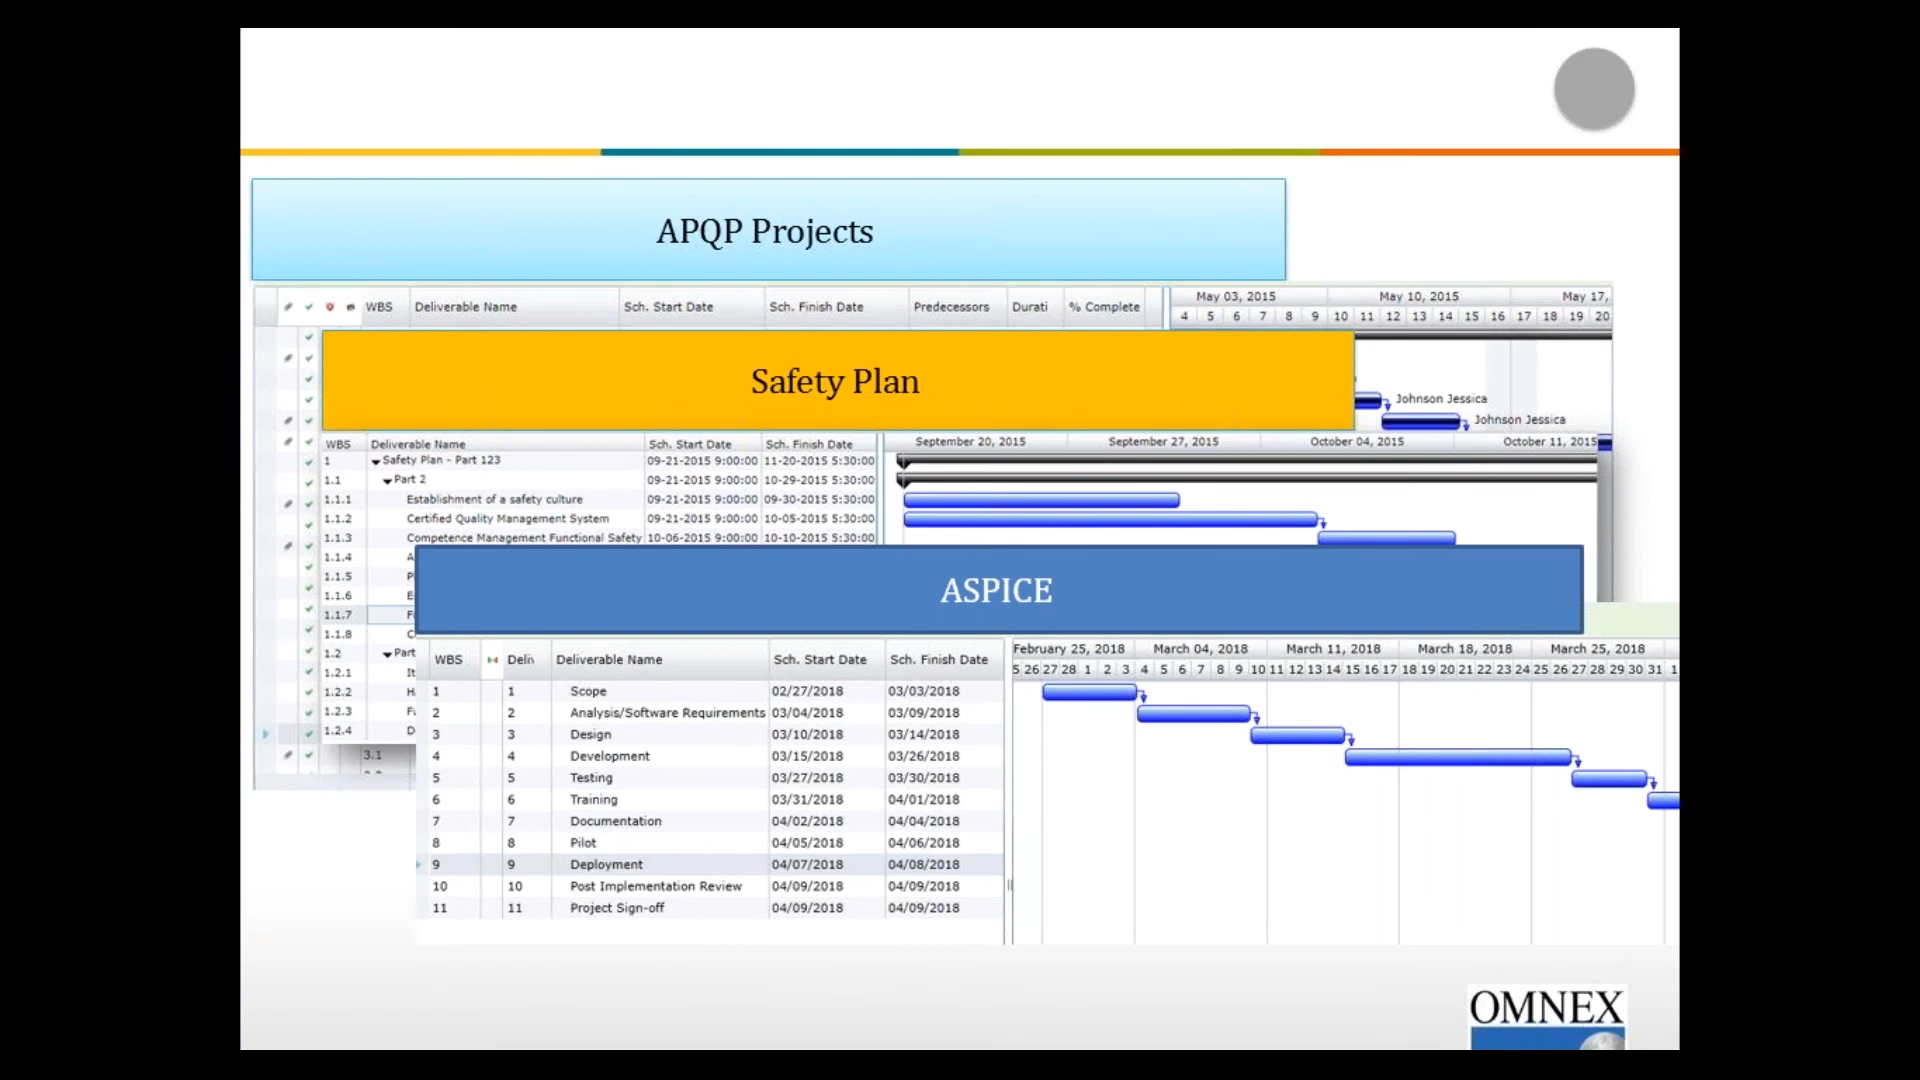 APQP Projects
WBS Deliverable Name Sch. Start Date Sch. Finish Date Predecessors Durati % Complete
May 03, 2015 May 10, 2015 May 17,
4 5 6 7 8 9 10 11 12 13 14 15 16 17 18 19 20
Safety Plan
Johnson Jessica
Johnson Jessica
WBS Deliverable Name Sch. Start Date Sch. Finish Date
September 20, 2015 September 27, 2015 October 04, 2015 October 11, 2015
1 Safety Plan - Part 123 09-21-2015 9:00:00 11-20-2015 5:30:00
1.1 Part 2 09-21-2015 9:00:00 10-29-2015 5:30:00
1.1.1 Establishment of a safety culture 09-21-2015 9:00:00 09-30-2015 5:30:00
1.1.2 Certified Quality Management System 09-21-2015 9:00:00 10-05-2015 5:30:00
1.1.3 Competence Management Functional Safety 10-06-2015 9:00:00 10-10-2015 5:30:00
1.1.4
1.1.5
1.1.6
1.1.7
1.1.8
1.2 Part
1.2.1
1.2.2
1.2.3
1.2.4
3.1
ASPICE
WBS Deliv Deliverable Name Sch. Start Date Sch. Finish Date
February 25, 2018 March 04, 2018 March 11, 2018 March 18, 2018 March 25, 2018
5 26 27 28 1 2 3 4 5 6 7 8 9 10 11 12 13 14 15 16 17 18 19 20 21 22 23 24 25 26 27 28 29 30 31 1
1 1 Scope 02/27/2018 03/03/2018
2 2 Analysis/Software Requirements 03/04/2018 03/09/2018
3 3 Design 03/10/2018 03/14/2018
4 4 Development 03/15/2018 03/26/2018
5 5 Testing 03/27/2018 03/30/2018
6 6 Training 03/31/2018 04/01/2018
7 7 Documentation 04/02/2018 04/04/2018
8 8 Pilot 04/05/2018 04/06/2018
9 9 Deployment 04/07/2018 04/08/2018
10 10 Post Implementation Review 04/09/2018 04/09/2018
11 11 Project Sign-off 04/09/2018 04/09/2018
OMNEX